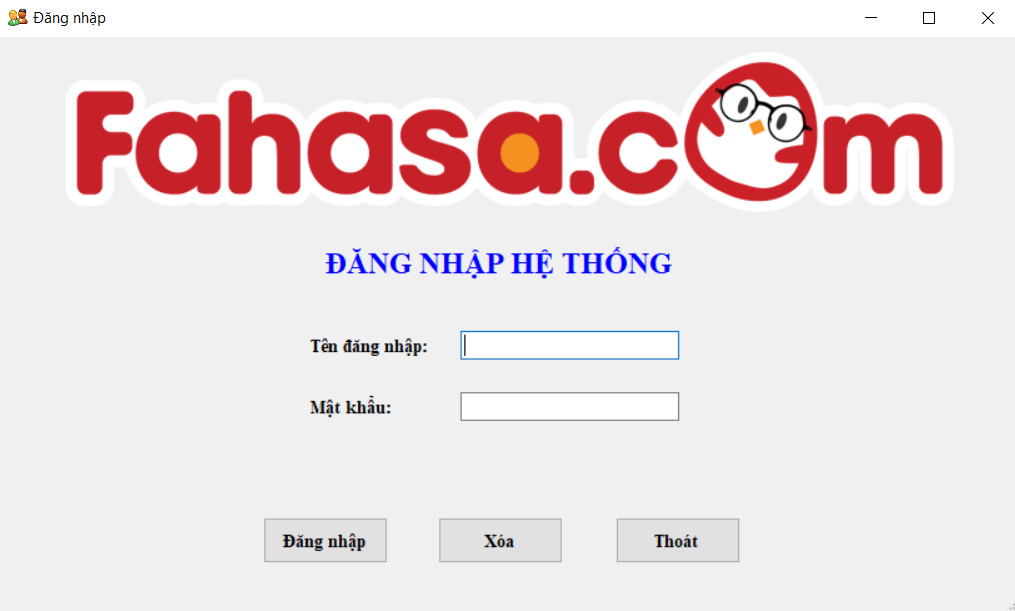 Đăng nhập
Fahasa.com
ĐĂNG NHẬP HỆ THỐNG
Tên đăng nhập:
Mật khẩu:
Đăng nhập Xóa Thoát